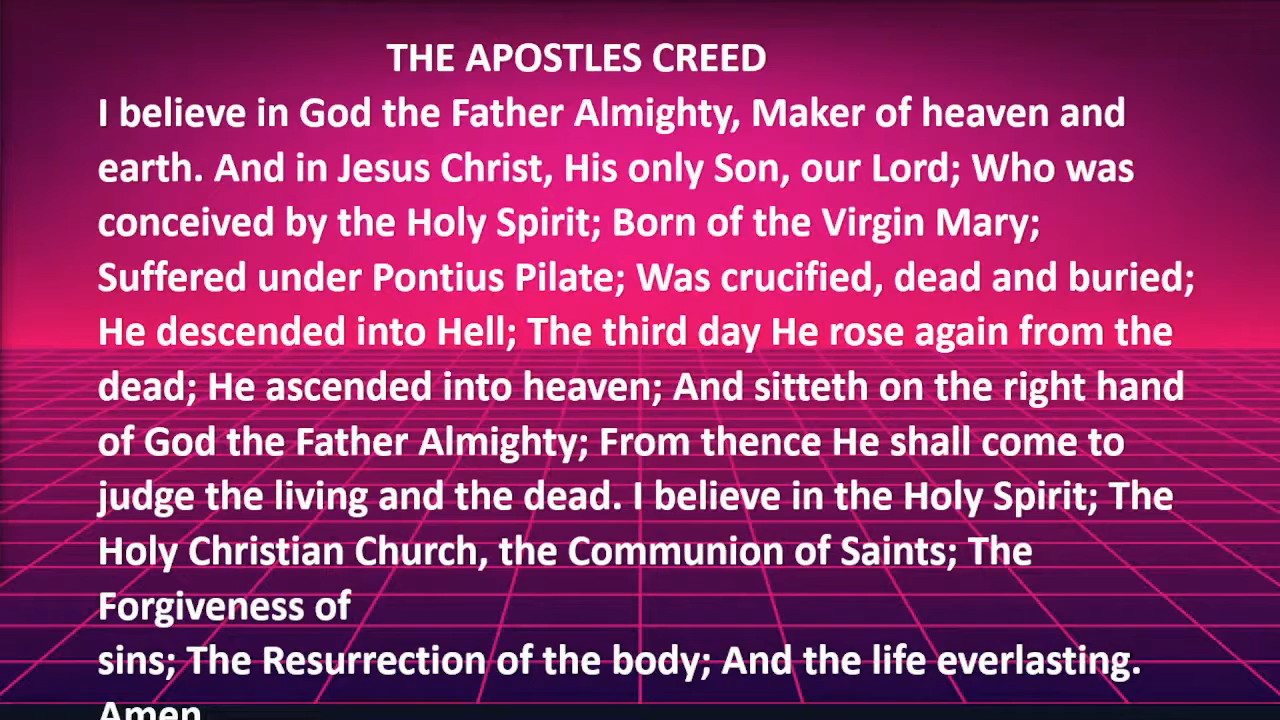 THE APOSTLES CREED
I believe in God the Father Almighty, Maker of heaven and
earth. And in Jesus Christ, His only Son, our Lord; Who was
conceived by the Holy Spirit; Born of the Virgin Mary;
Suffered under Pontius Pilate; Was crucified, dead and buried;
He descended into Hell; The third day He rose again from the
dead; He ascended into heaven; And sitteth on the right hand
of God the Father Almighty; From thence He shall come to
judge the living and the dead. I believe in the Holy Spirit; The
Holy Christian Church, the Communion of Saints; The
Forgiveness of
sins; The Resurrection of the body; And the life everlasting.
Amen